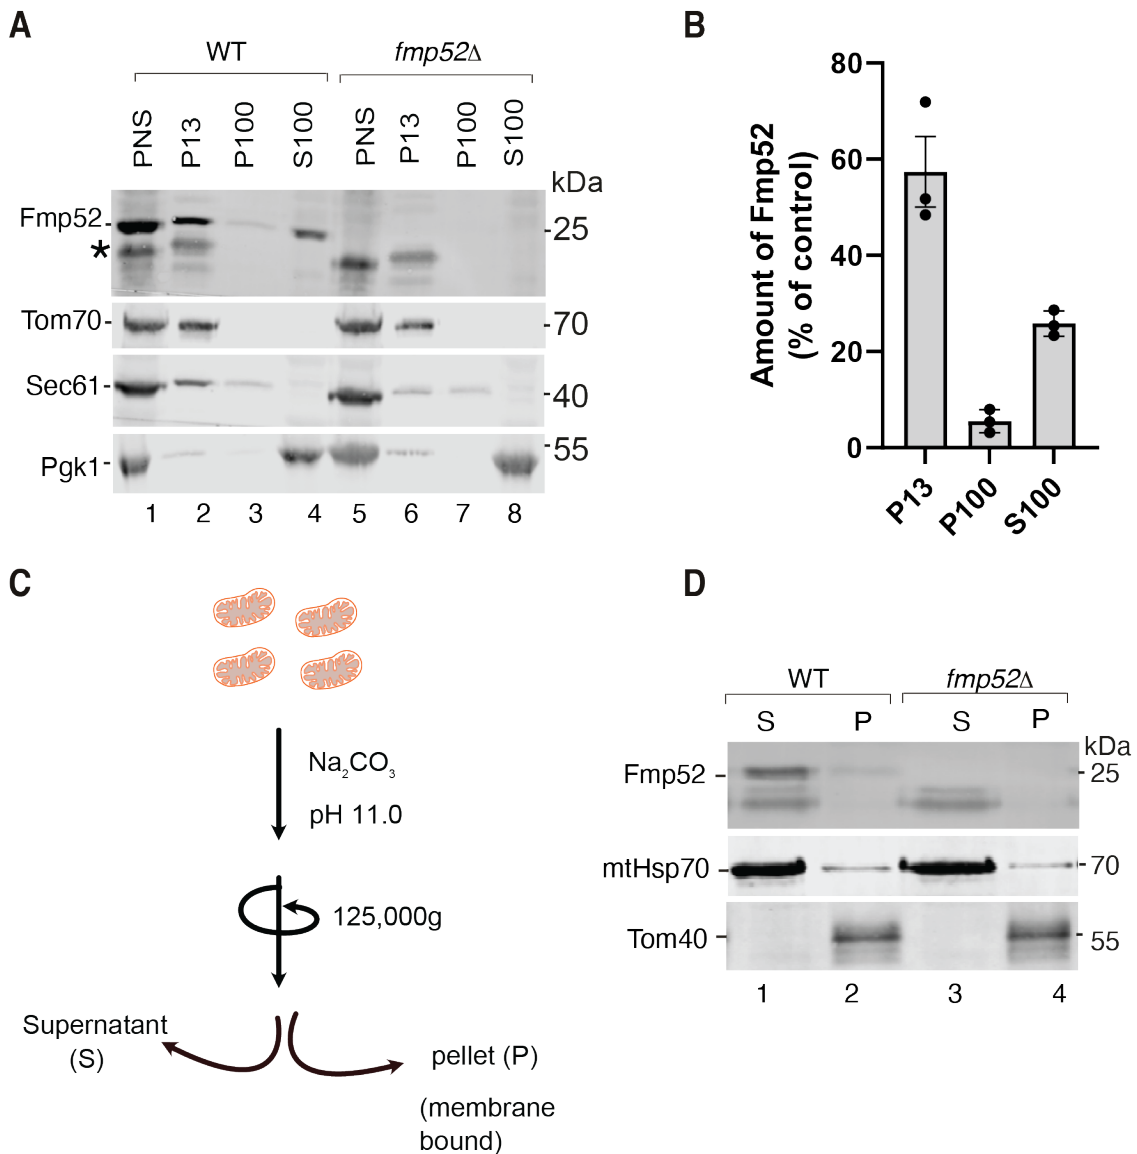 A
WT
fmp52Δ
PNS
P13
P100
S100
PNS
P13
P100
S100
kDa
Fmp52
25
*
Tom70
70
Sec61
40
Pgk1
55
1 2 3 4 5 6 7 8
B
Amount of Fmp52
(% of control)
80
60
40
20
0
P13
P100
S100
C
Na₂CO₃
pH 11.0
125,000g
Supernatant
(S)
pellet (P)
(membrane
bound)
D
WT
fmp52Δ
S P S P
kDa
Fmp52
25
mtHsp70
70
Tom40
55
1 2 3 4